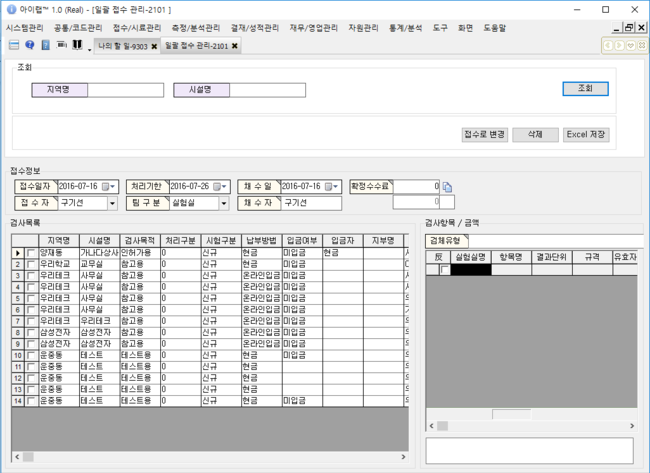 아이랩™ 1.0 (Real) - [일괄 접수 관리-2101 ]
시스템관리 공통/코드관리 접수/시료관리 측정/분석관리 결재/성적관리 재무/영업관리 자원관리 통계/분석 도구 화면 도움말
나의 할 일-9303 일괄 접수 관리-2101
조회
지역명 시설명 조회
접수로 변경 삭제 Excel 저장
접수정보
접수일자 2016-07-16 처리기한 2016-07-26 채 수 일 2016-07-16 확정수수료 0
접 수 자 구기선 팀 구 분 실험실 채 수 자 구기선 0
검사목록
지역명 시설명 검사목적 처리구분 시험구분 납부방법 입금여부 입금자 지부명
양재동 가나다상사 인허가용 0 신규 현금 미입금 현금
2 우리학교 교무실 참고용 0 신규 현금 미입금
3 우리테크 사무실 참고용 0 신규 온라인입금 미입금
4 우리테크 사무실 참고용 0 신규 온라인입금 미입금
5 우리테크 사무실 참고용 0 신규 온라인입금 미입금
6 우리테크 사무실 참고용 0 신규 온라인입금 미입금
7 우리테크 우리테크 참고용 0 신규 온라인입금 미입금
8 삼성전자 삼성전자 참고용 0 신규 온라인입금 미입금
9 삼성전자 삼성전자 참고용 0 신규 온라인입금 미입금
10 운중동 테스트 테스트용 0 신규 현금 미입금
11 운중동 테스트 테스트용 0 신규 현금
12 운중동 테스트 테스트용 0 신규 현금
13 운중동 테스트 테스트용 0 신규 현금
14 운중동 테스트 테스트용 0 신규 현금 미입금
검사항목 / 금액
검체유형
反 실험실명 항목명 결과단위 규격 유효자